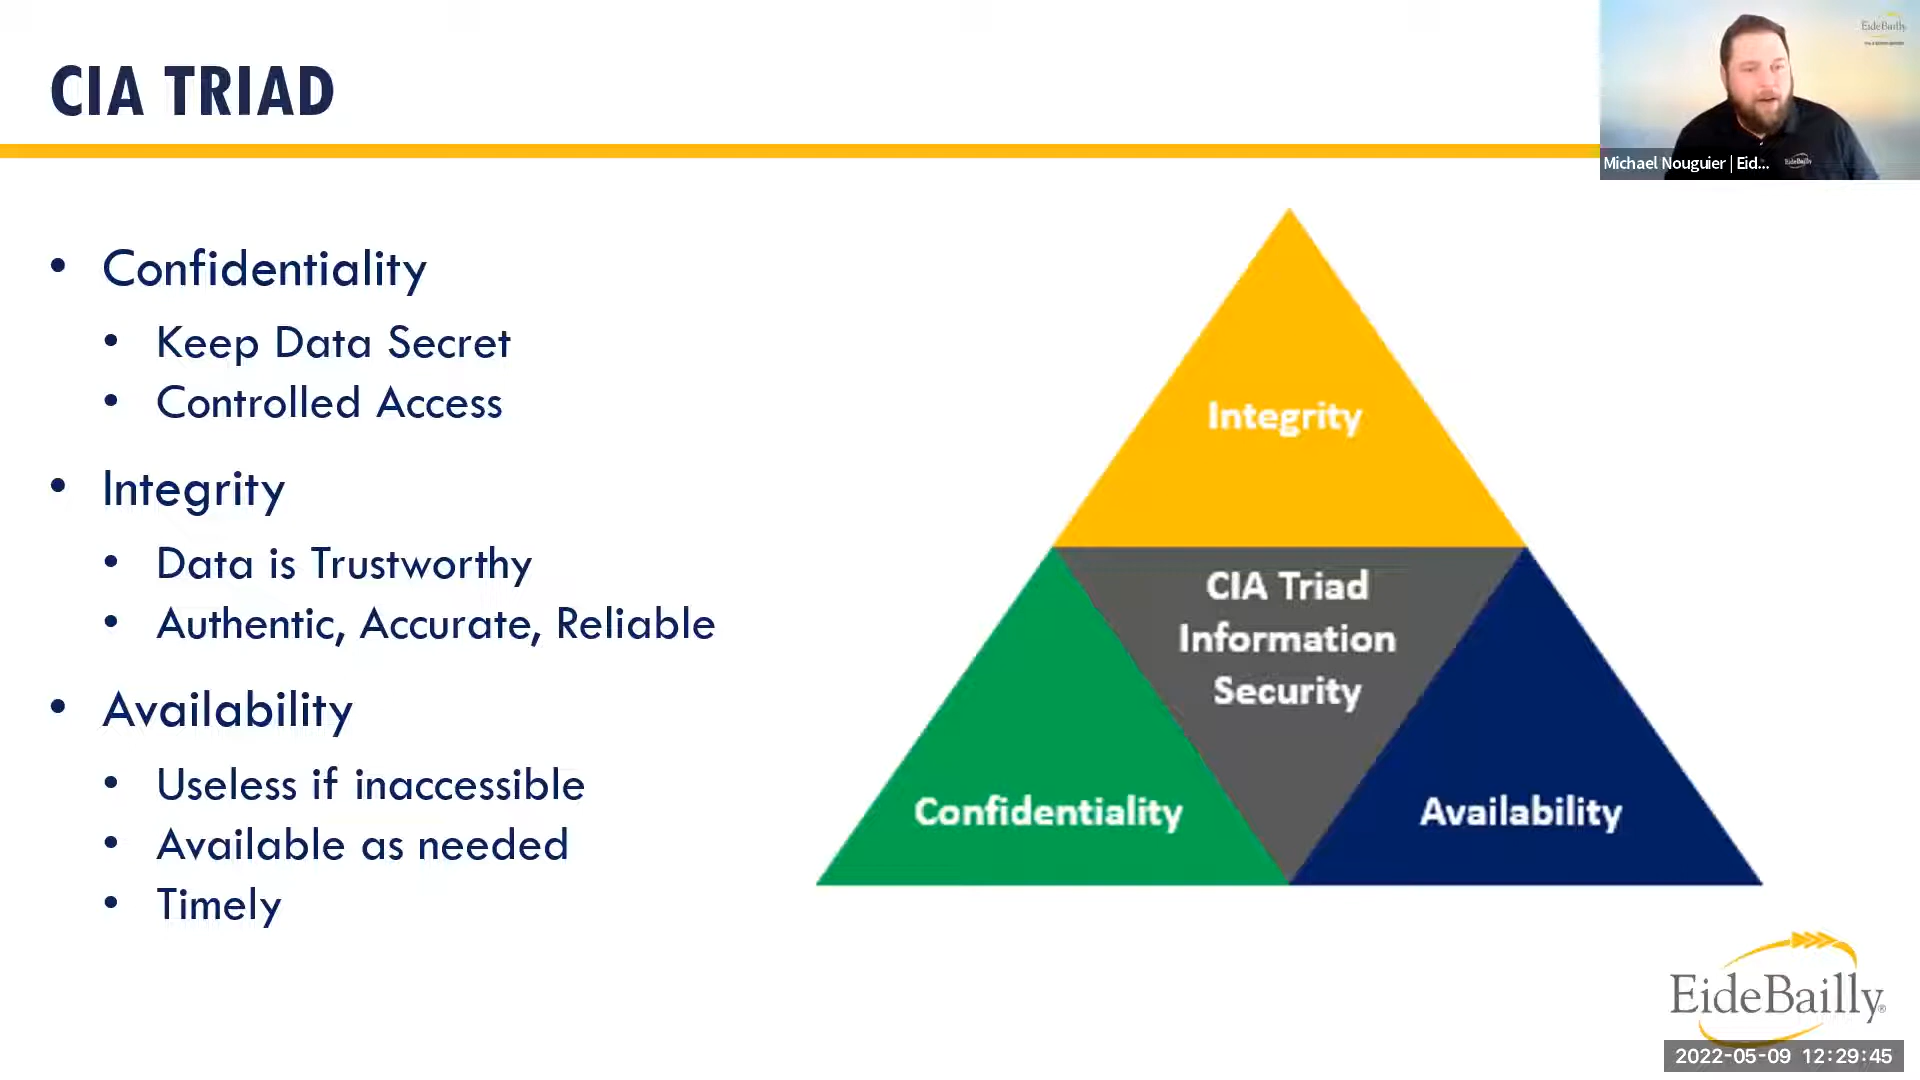 CIA TRIAD
EideBailly
Michael Nouguier | Eid...
EideBailly
• Confidentiality
• Keep Data Secret
• Controlled Access
• Integrity
• Data is Trustworthy
• Authentic, Accurate, Reliable
• Availability
• Useless if inaccessible
• Available as needed
• Timely
Integrity
CIA Triad
Information
Security
Confidentiality
Availability
EideBailly®
2022-05-09 12:29:45